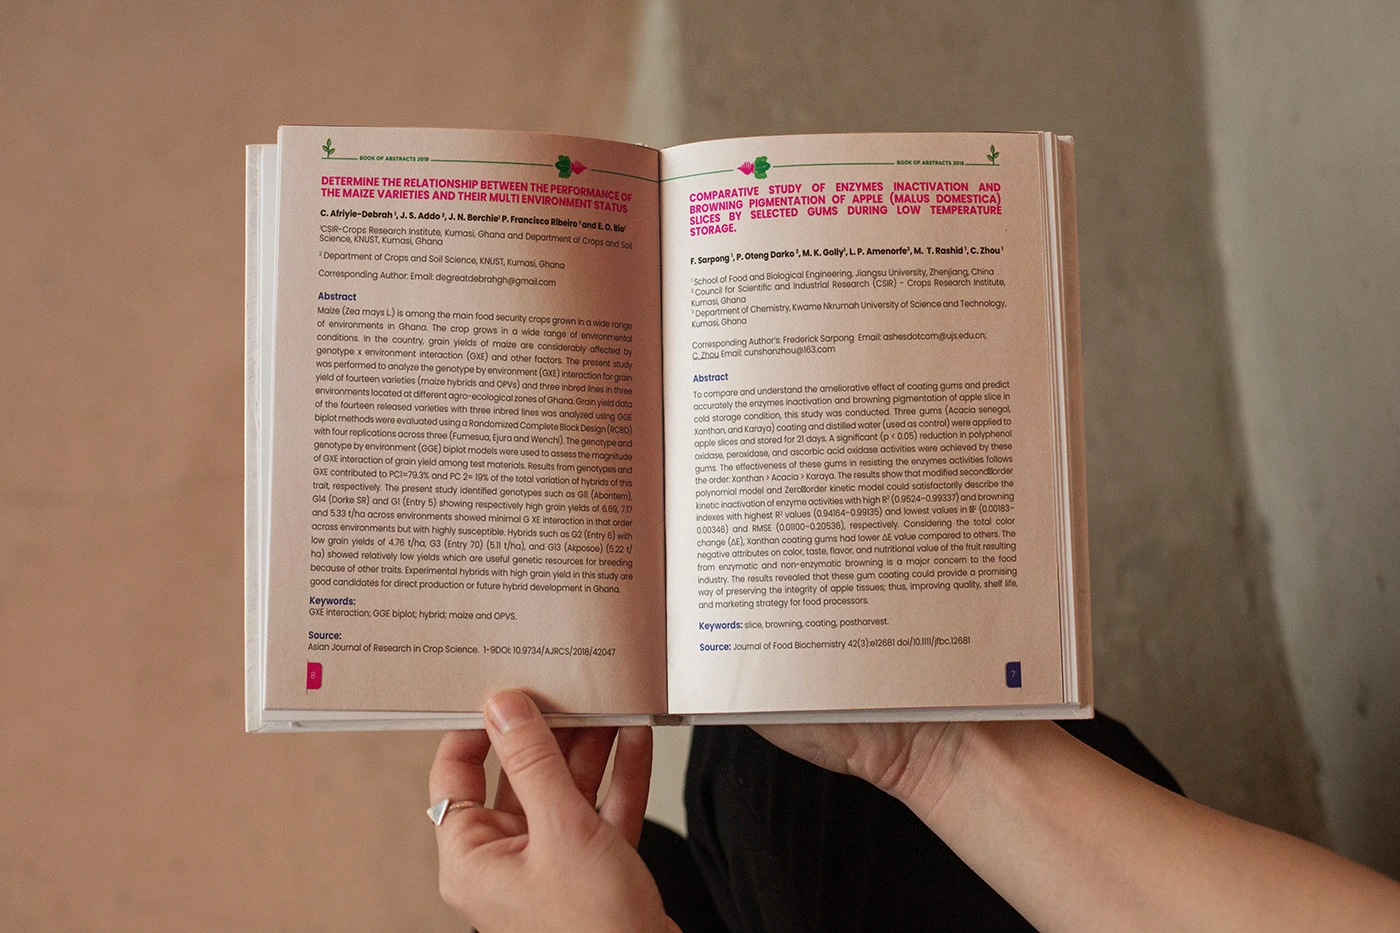 BOOK OF ABSTRACTS 2018
DETERMINE THE RELATIONSHIP BETWEEN THE PERFORMANCE OF
THE MAIZE VARIETIES AND THEIR MULTI ENVIRONMENT STATUS
C. Afriyie-Debrah ¹, J. S. Addo ², J. N. Berchie¹ P. Francisco Ribeiro ¹ and E. O. Bio¹
¹CSIR-Crops Research Institute, Kumasi, Ghana and Department of Crops and Soil
Science, KNUST, Kumasi, Ghana
² Department of Crops and Soil Science, KNUST, Kumasi, Ghana
Corresponding Author: Email: degreatdebrahgh@gmail.com
Abstract
Maize (Zea mays L) is among the main food security crops grown in a wide range
of environments in Ghana. The crop grows in a wide range of environmental
conditions. In the country, grain yields of maize are considerably affected by
genotype x environment interaction (GXE) and other factors. The present study
was performed to analyze the genotype by environment (GXE) interaction for grain
yield of fourteen varieties (maize hybrids and OPVs) and three inbred lines in three
environments located at different agro-ecological zones of Ghana. Grain yield data
of the fourteen released varieties with three inbred lines was analyzed using GGE
biplot methods were evaluated using a Randomized Complete Block Design (RCBD)
with four replications across three (Fumesua, Ejura and Wenchi). The genotype and
genotype by environment (GGE) biplot models were used to assess the magnitude
of GXE interaction of grain yield among test materials. Results from genotypes and
GXE contributed to PC1=79.3% and PC 2= 19% of the total variation of hybrids of this
trait, respectively. The present study identified genotypes such as G11 (Abontem),
G14 (Dorke SR) and G1 (Entry 5) showing respectively high grain yields of 6.69, 7.17
and 5.33 t/ha across environments showed minimal G XE interaction in that order
across environments but with highly susceptible. Hybrids such as G2 (Entry 6) with
low grain yields of 4.76 t/ha, G3 (Entry 70) (5.11 t/ha), and G13 (Akposoe) (5.22 t/
ha) showed relatively low yields which are useful genetic resources for breeding
because of other traits. Experimental hybrids with high grain yield in this study are
good candidates for direct production or future hybrid development in Ghana.
Keywords:
GXE interaction; GGE biplot; hybrid; maize and OPVS.
Source:
Asian Journal of Research in Crop Science. 1-9DOI: 10.9734/AJRCS/2018/42047
8
BOOK OF ABSTRACTS 2018
COMPARATIVE STUDY OF ENZYMES INACTIVATION AND
BROWNING PIGMENTATION OF APPLE (MALUS DOMESTICA)
SLICES BY SELECTED GUMS DURING LOW TEMPERATURE
STORAGE.
F. Sarpong ¹, P. Oteng Darko ², M. K. Golly¹, L. P. Amenorfe³, M. T. Rashid ¹, C. Zhou ¹
¹ School of Food and Biological Engineering, Jiangsu University, Zhenjiang, China
² Council for Scientific and Industrial Research (CSIR) - Crops Research Institute,
Kumasi, Ghana
³ Department of Chemistry, Kwame Nkrumah University of Science and Technology,
Kumasi, Ghana
Corresponding Author's: Frederick Sarpong Email: ashesdotcom@ujs.edu.cn;
C. Zhou Email: cunshanzhou@163.com
Abstract
To compare and understand the ameliorative effect of coating gums and predict
accurately the enzymes inactivation and browning pigmentation of apple slice in
cold storage condition, this study was conducted. Three gums (Acacia senegal,
Xanthan, and Karaya) coating and distilled water (used as control) were applied to
apple slices and stored for 21 days. A significant (p < 0.05) reduction in polyphenol
oxidase, peroxidase, and ascorbic acid oxidase activities were achieved by these
gums. The effectiveness of these gums in resisting the enzymes activities follows
the order: Xanthan > Acacia > Karaya. The results show that modified second order
polynomial model and Zero order kinetic model could satisfactorily describe the
kinetic inactivation of enzyme activities with high R² (0.9524–0.99337) and browning
indexes with highest R² values (0.94164–0.99135) and lowest values in (0.00183–
0.00346) and RMSE (0.01100–0.20536), respectively. Considering the total color
change (ΔE), Xanthan coating gums had lower ΔE value compared to others. The
negative attributes on color, taste, flavor, and nutritional value of the fruit resulting
from enzymatic and non-enzymatic browning is a major concern to the food
industry. The results revealed that these gum coating could provide a promising
way of preserving the integrity of apple tissues; thus, improving quality, shelf life,
and marketing strategy for food processors.
Keywords: slice, browning, coating, postharvest.
Source: Journal of Food Biochemistry 42(3):e12681 doi/10.1111/jfbc.12681
7